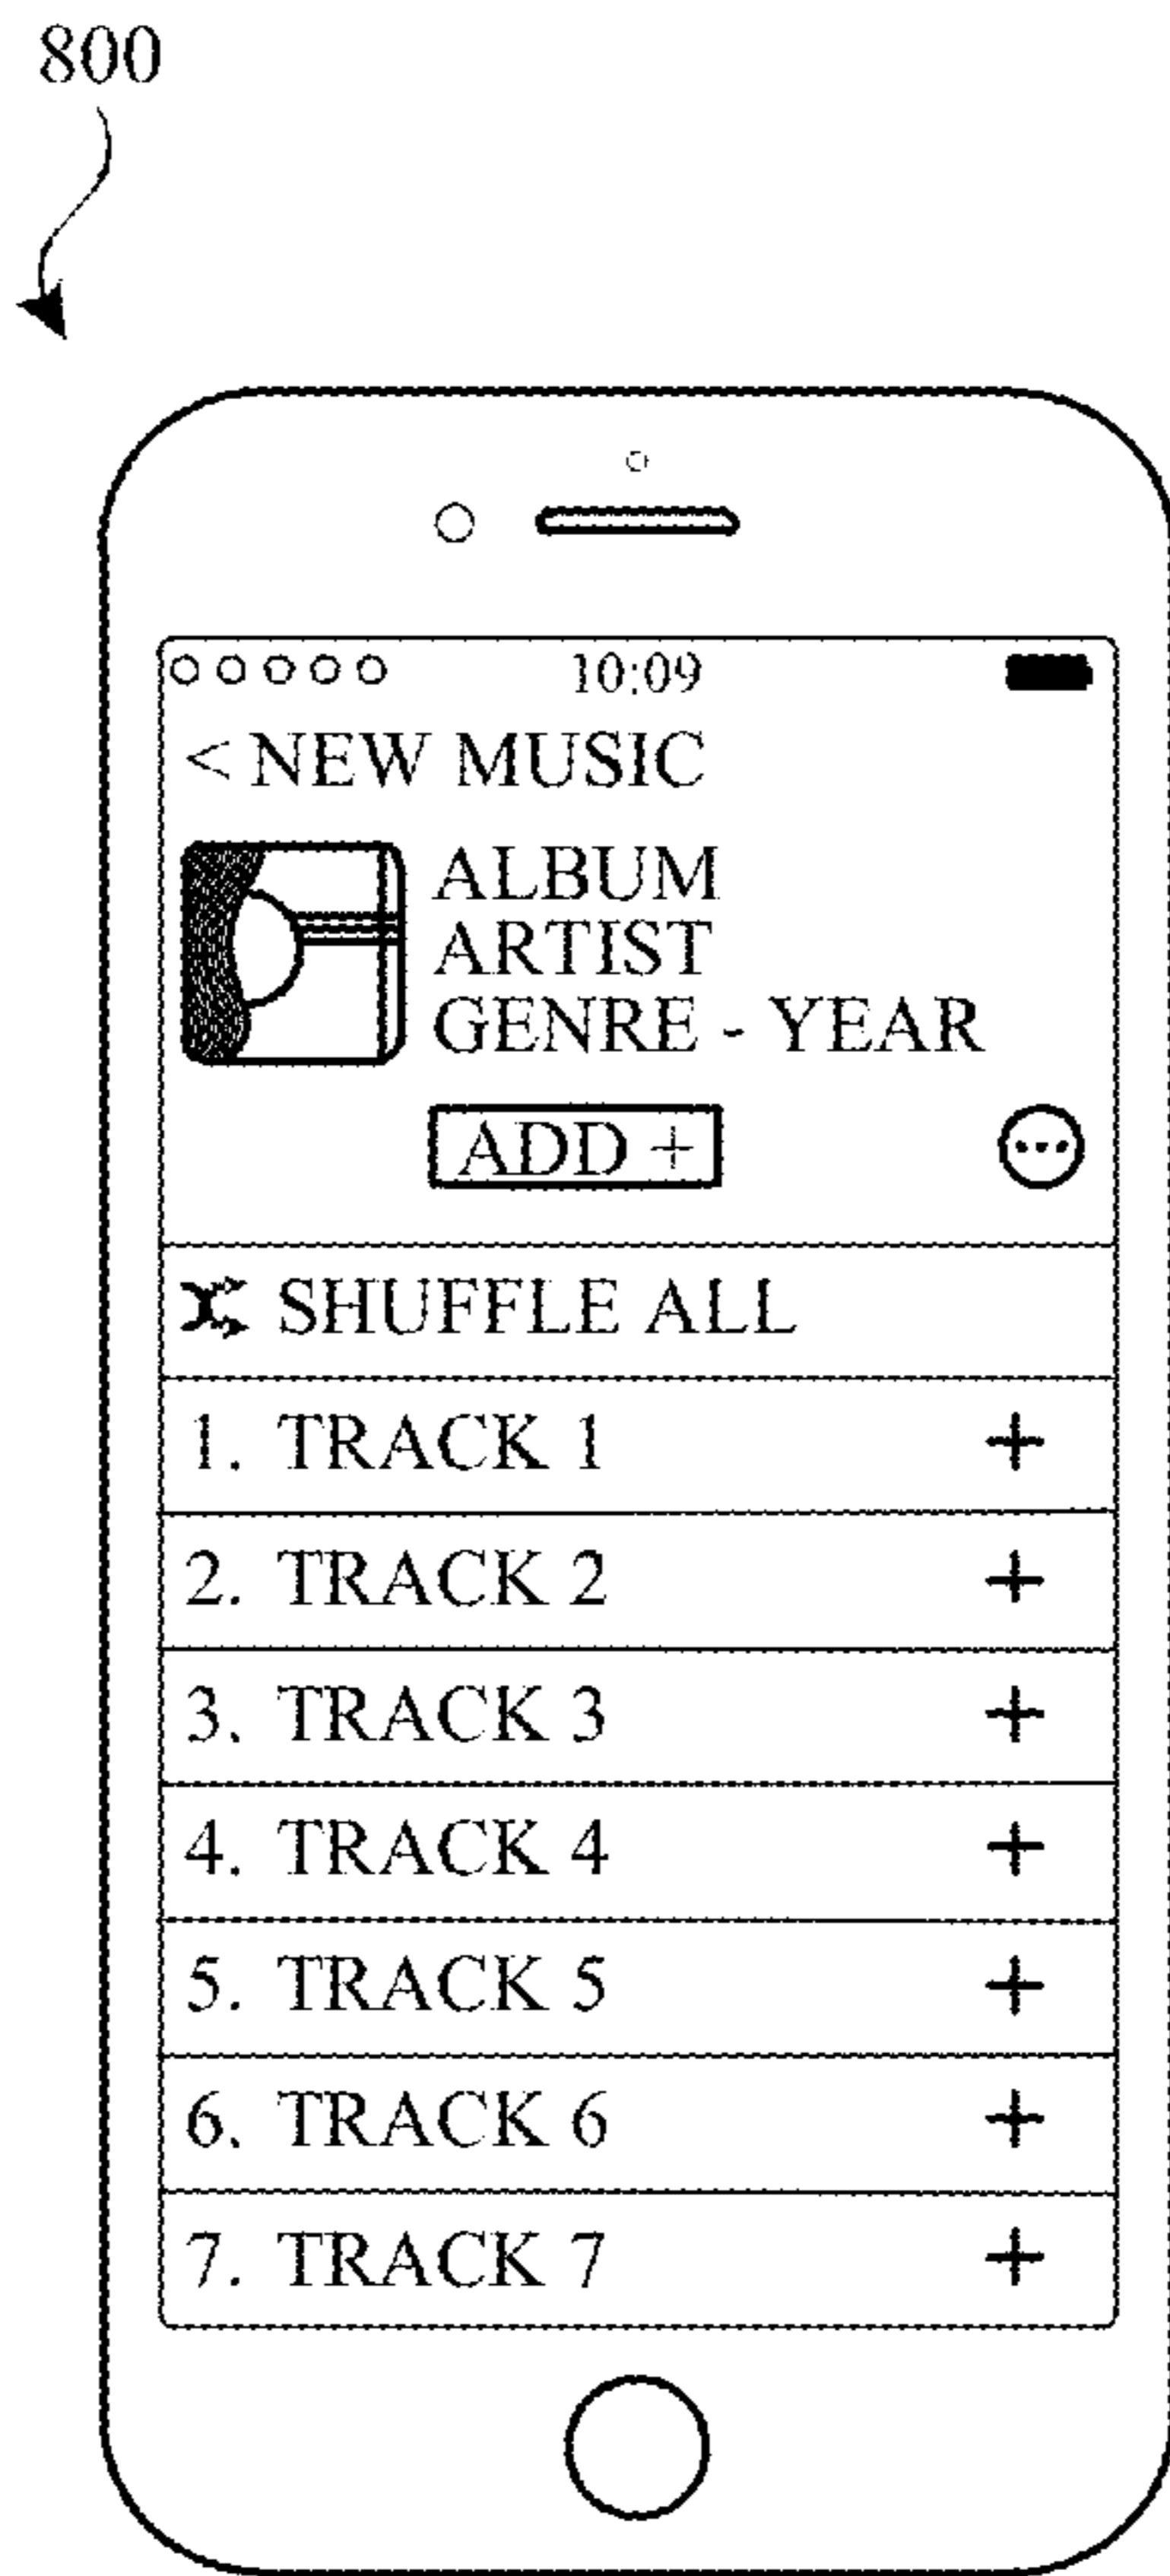 800
10:09
< NEW MUSIC
ALBUM
ARTIST
GENRE - YEAR
ADD +
SHUFFLE ALL
1. TRACK 1 +
2. TRACK 2 +
3. TRACK 3 +
4. TRACK 4 +
5. TRACK 5 +
6. TRACK 6 +
7. TRACK 7 +